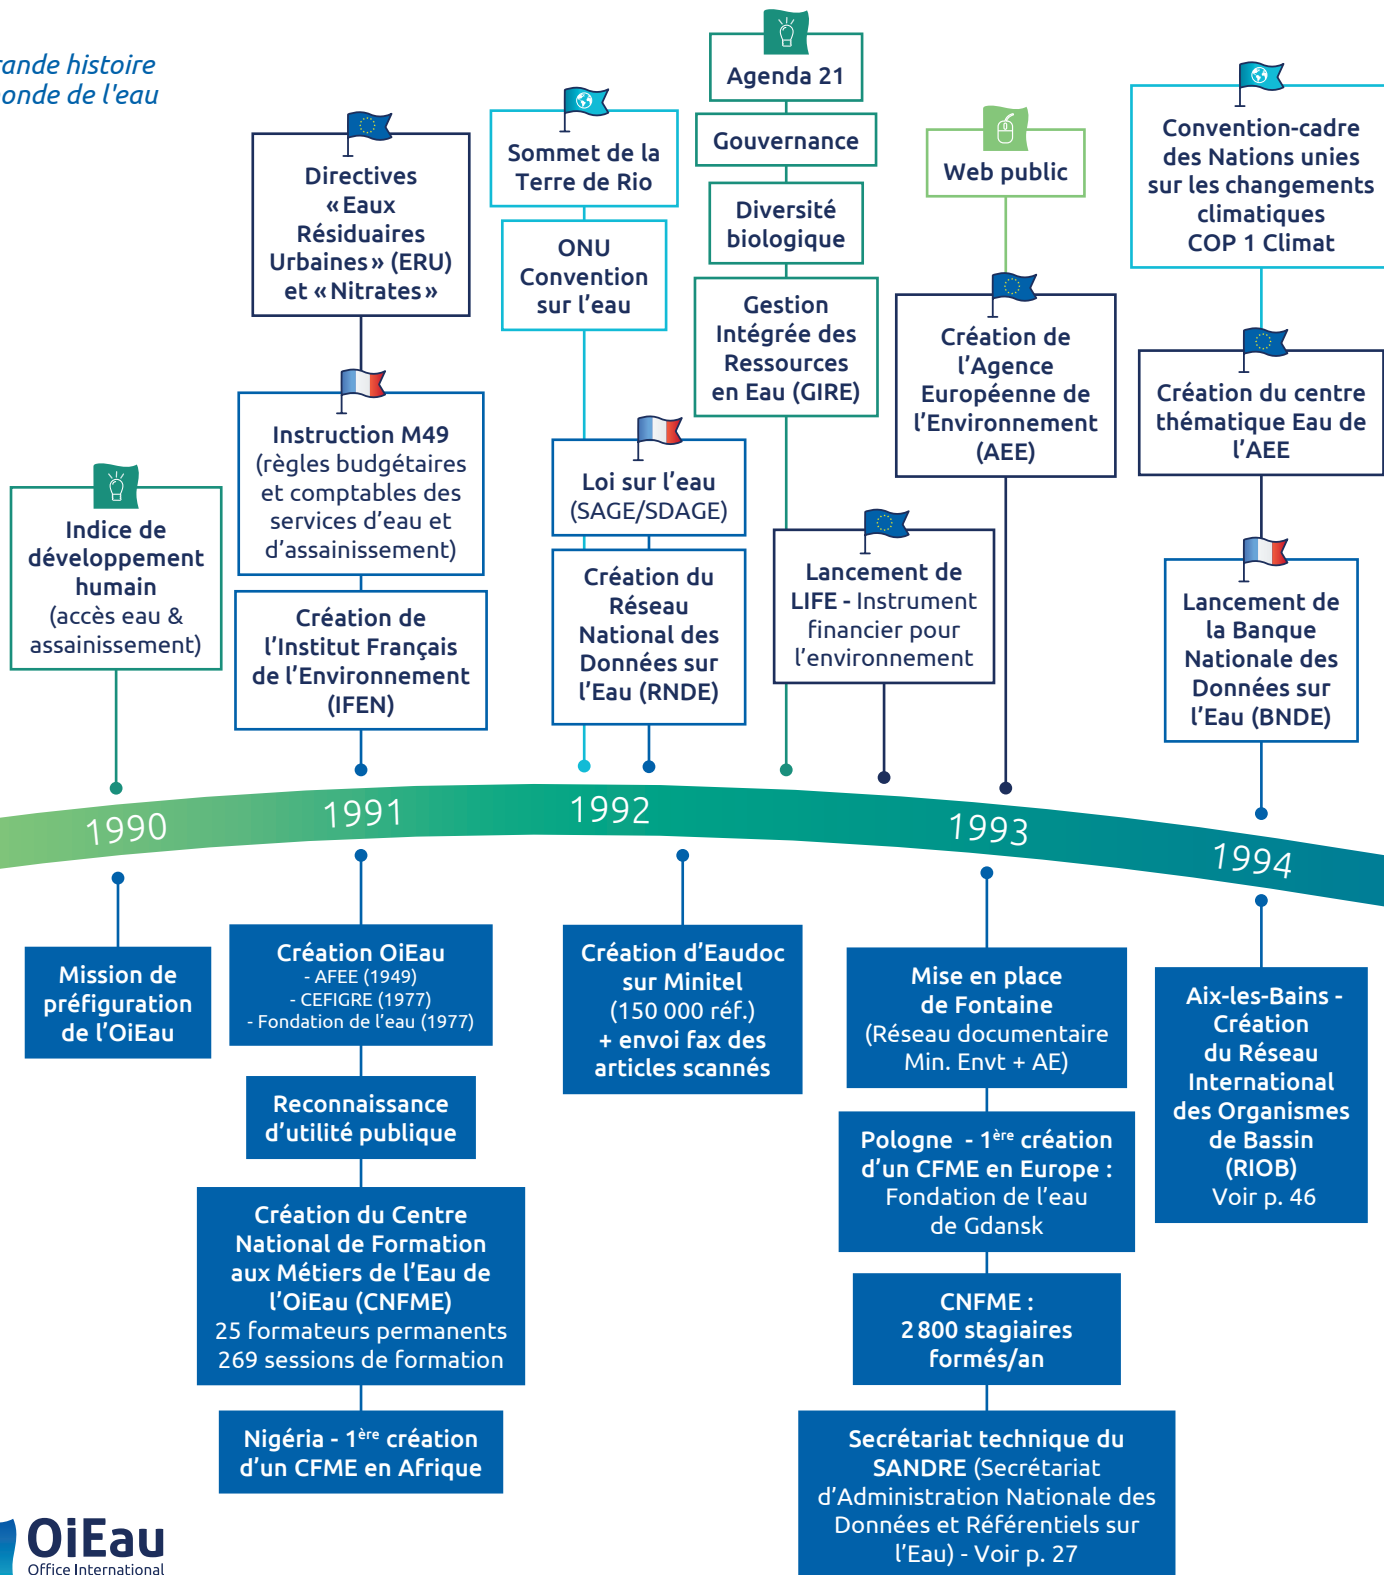 rande histoire
onde de l'eau
Indice de
développement
humain
(accès eau &
assainissement)
Directives
« Eaux
Résiduaires
Urbaines » (ERU)
et « Nitrates »
Instruction M49
(règles budgétaires
et comptables des
services d'eau et
d'assainissement)
Création de
l'Institut Français
de l'Environnement
(IFEN)
Sommet de la
Terre de Rio
ONU
Convention
sur l'eau
Loi sur l'eau
(SAGE/SDAGE)
Création du
Réseau
National des
Données sur
l'Eau (RNDE)
Agenda 21
Gouvernance
Diversité
biologique
Gestion
Intégrée des
Ressources
en Eau (GIRE)
Lancement de
LIFE - Instrument
financier pour
l'environnement
Web public
Création de
l'Agence
Européenne de
l'Environnement
(AEE)
Convention-cadre
des Nations unies
sur les changements
climatiques
COP 1 Climat
Création du centre
thématique Eau de
l'AEE
Lancement de
la Banque
Nationale des
Données sur
l'Eau (BNDE)
1990
1991
1992
1993
1994
Mission de
préfiguration
de l'OiEau
Création OiEau
- AFEE (1949)
- CEFIGRE (1977)
- Fondation de l'eau (1977)
Reconnaissance
d'utilité publique
Création du Centre
National de Formation
aux Métiers de l'Eau de
l'OiEau (CNFME)
25 formateurs permanents
269 sessions de formation
Nigéria - 1ère création
d'un CFME en Afrique
Création d'Eaudoc
sur Minitel
(150 000 réf.)
+ envoi fax des
articles scannés
Mise en place
de Fontaine
(Réseau documentaire
Min. Envt + AE)
Pologne - 1ère création
d'un CFME en Europe :
Fondation de l'eau
de Gdansk
CNFME :
2 800 stagiaires
formés/an
Secrétariat technique du
SANDRE (Secrétariat
d'Administration Nationale des
Données et Référentiels sur
l'Eau) - Voir p. 27
Aix-les-Bains -
Création
du Réseau
International
des Organismes
de Bassin
(RIOB)
Voir p. 46
OiEau
Office International